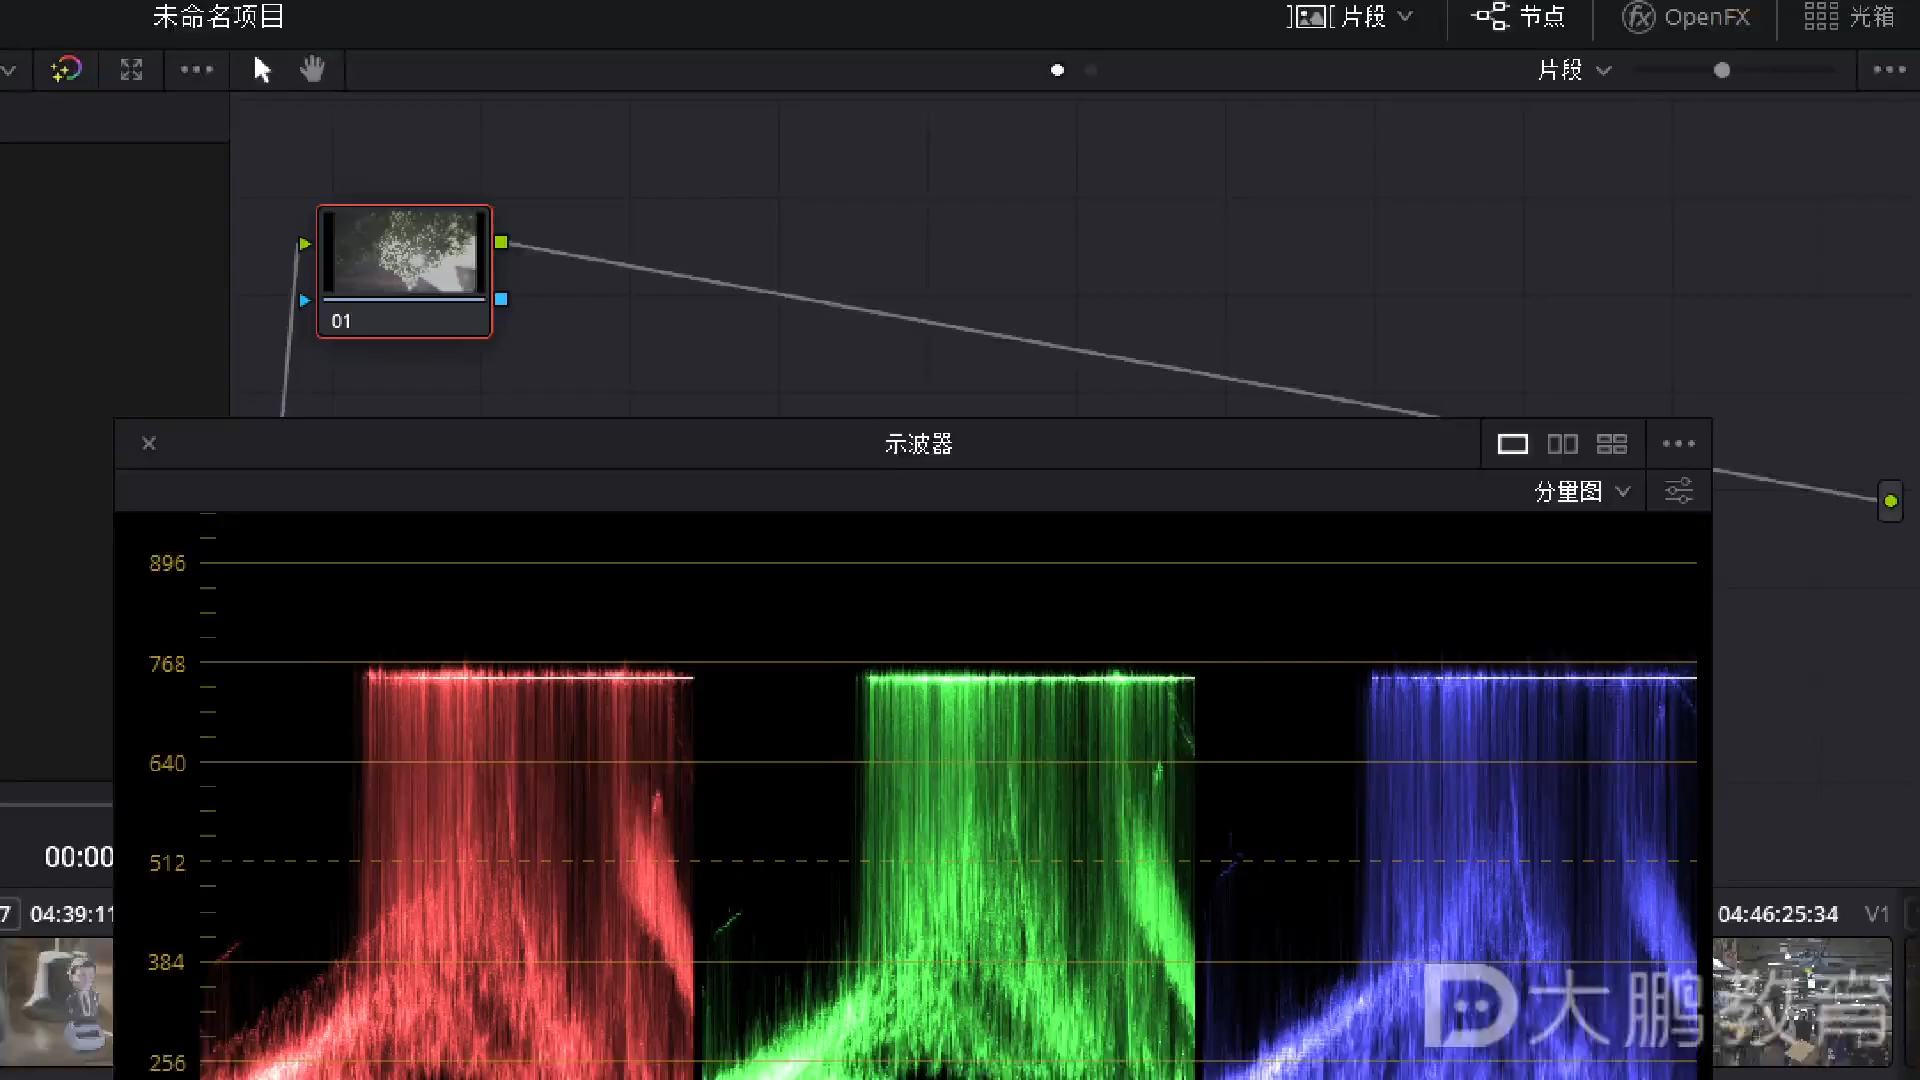 未命名项目
片段
节点
OpenFX
光箱
片段
01
示波器
分量图
896
768
640
512
384
256
00:00
7 04:39:11
04:46:25:34 V1
大鹏教育